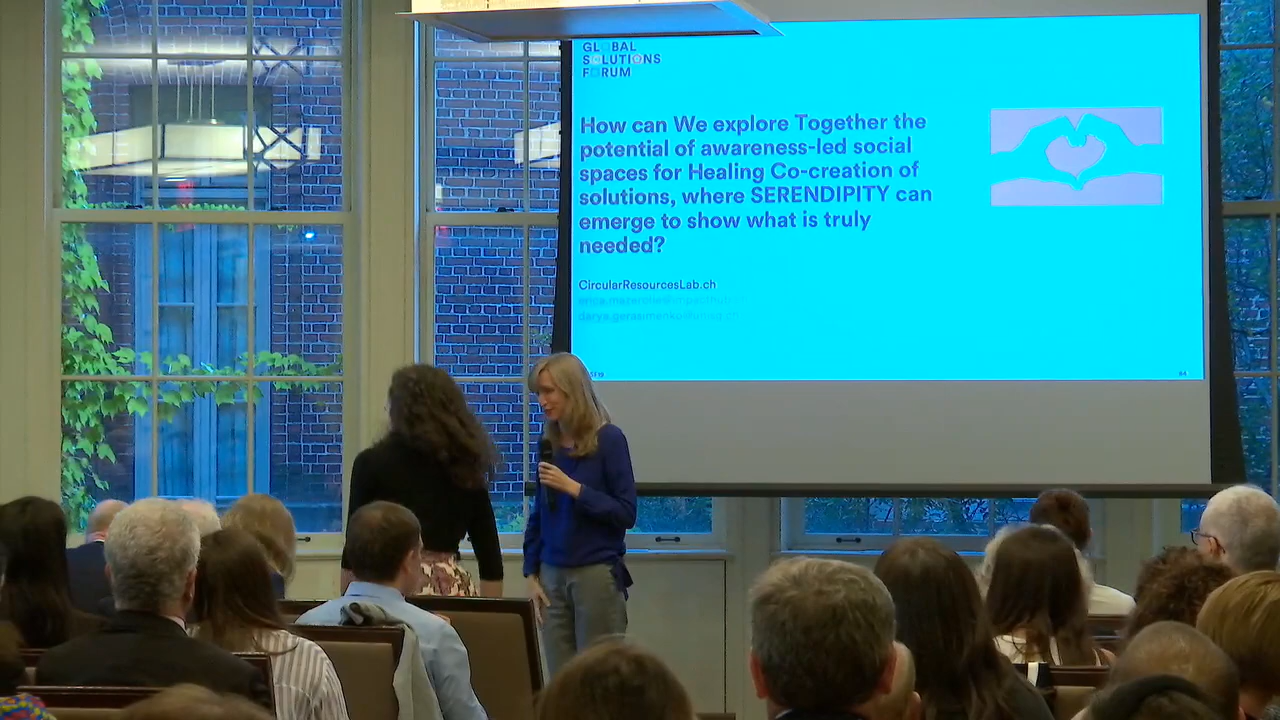 GLOBAL
SOLUTIONS
FORUM
How can We explore Together the
potential of awareness-led social
spaces for Healing Co-creation of
solutions, where SERENDIPITY can
emerge to show what is truly
needed?
CircularResourcesLab.ch